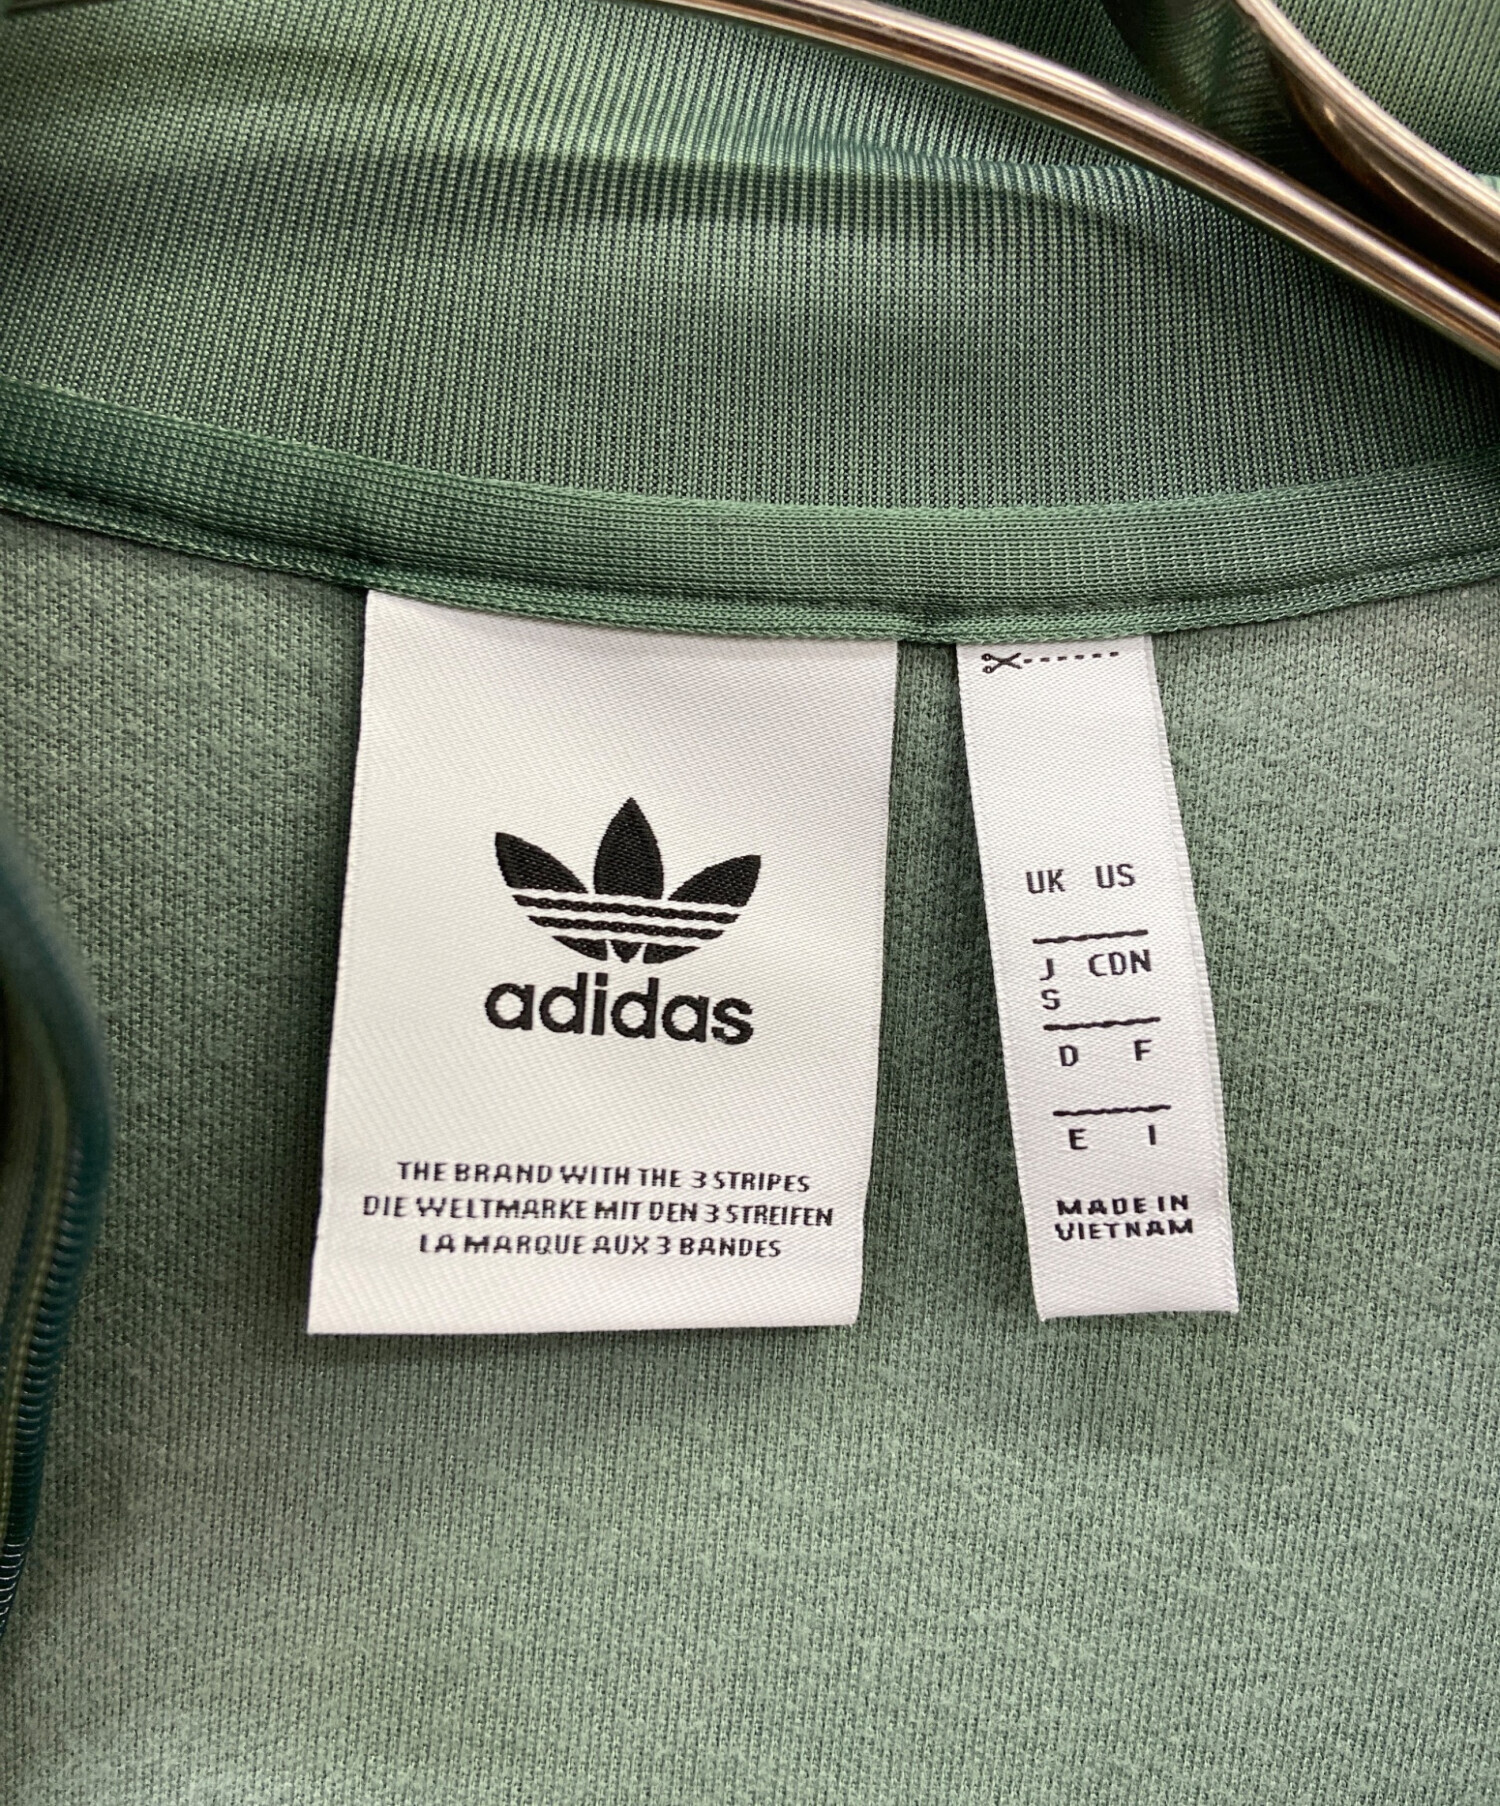 adidas
THE BRAND WITH THE 3 STRIPES
DIE WELTMARKE MIT DEN 3 STREIFEN
LA MARQUE AUX 3 BANDES
UK US
J CDN
S
D F
E I
MADE IN
VIETNAM